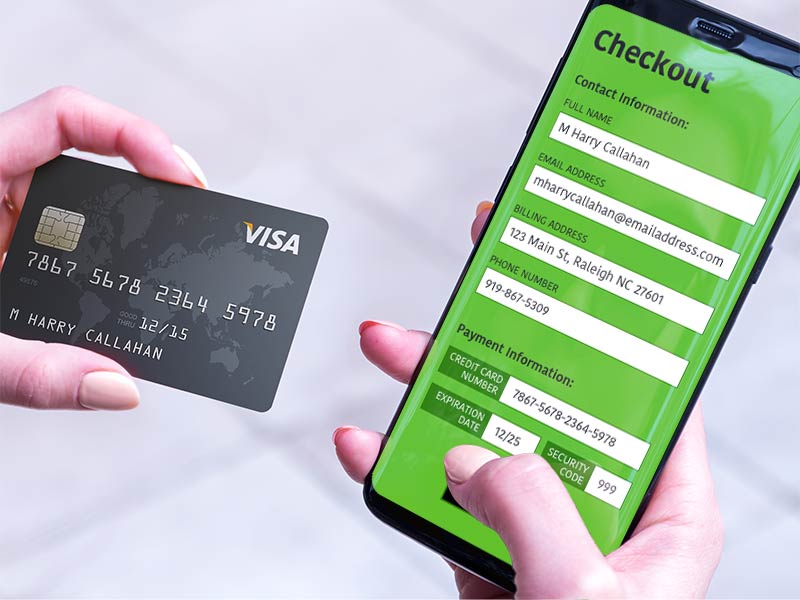 VISA
7867 5678 2364 5978
GOOD
THRU 12/15
M HARRY CALLAHAN
Checkout
Contact Information:
FULL NAME
M Harry Callahan
EMAIL ADDRESS
mharrycallahan@emailaddress.com
BILLING ADDRESS
123 Main St, Raleigh NC 27601
PHONE NUMBER
919-867-5309
Payment Information:
CREDIT CARD
NUMBER
7867-5678-2364-5978
EXPIRATION
DATE
12/25
SECURITY
CODE
999